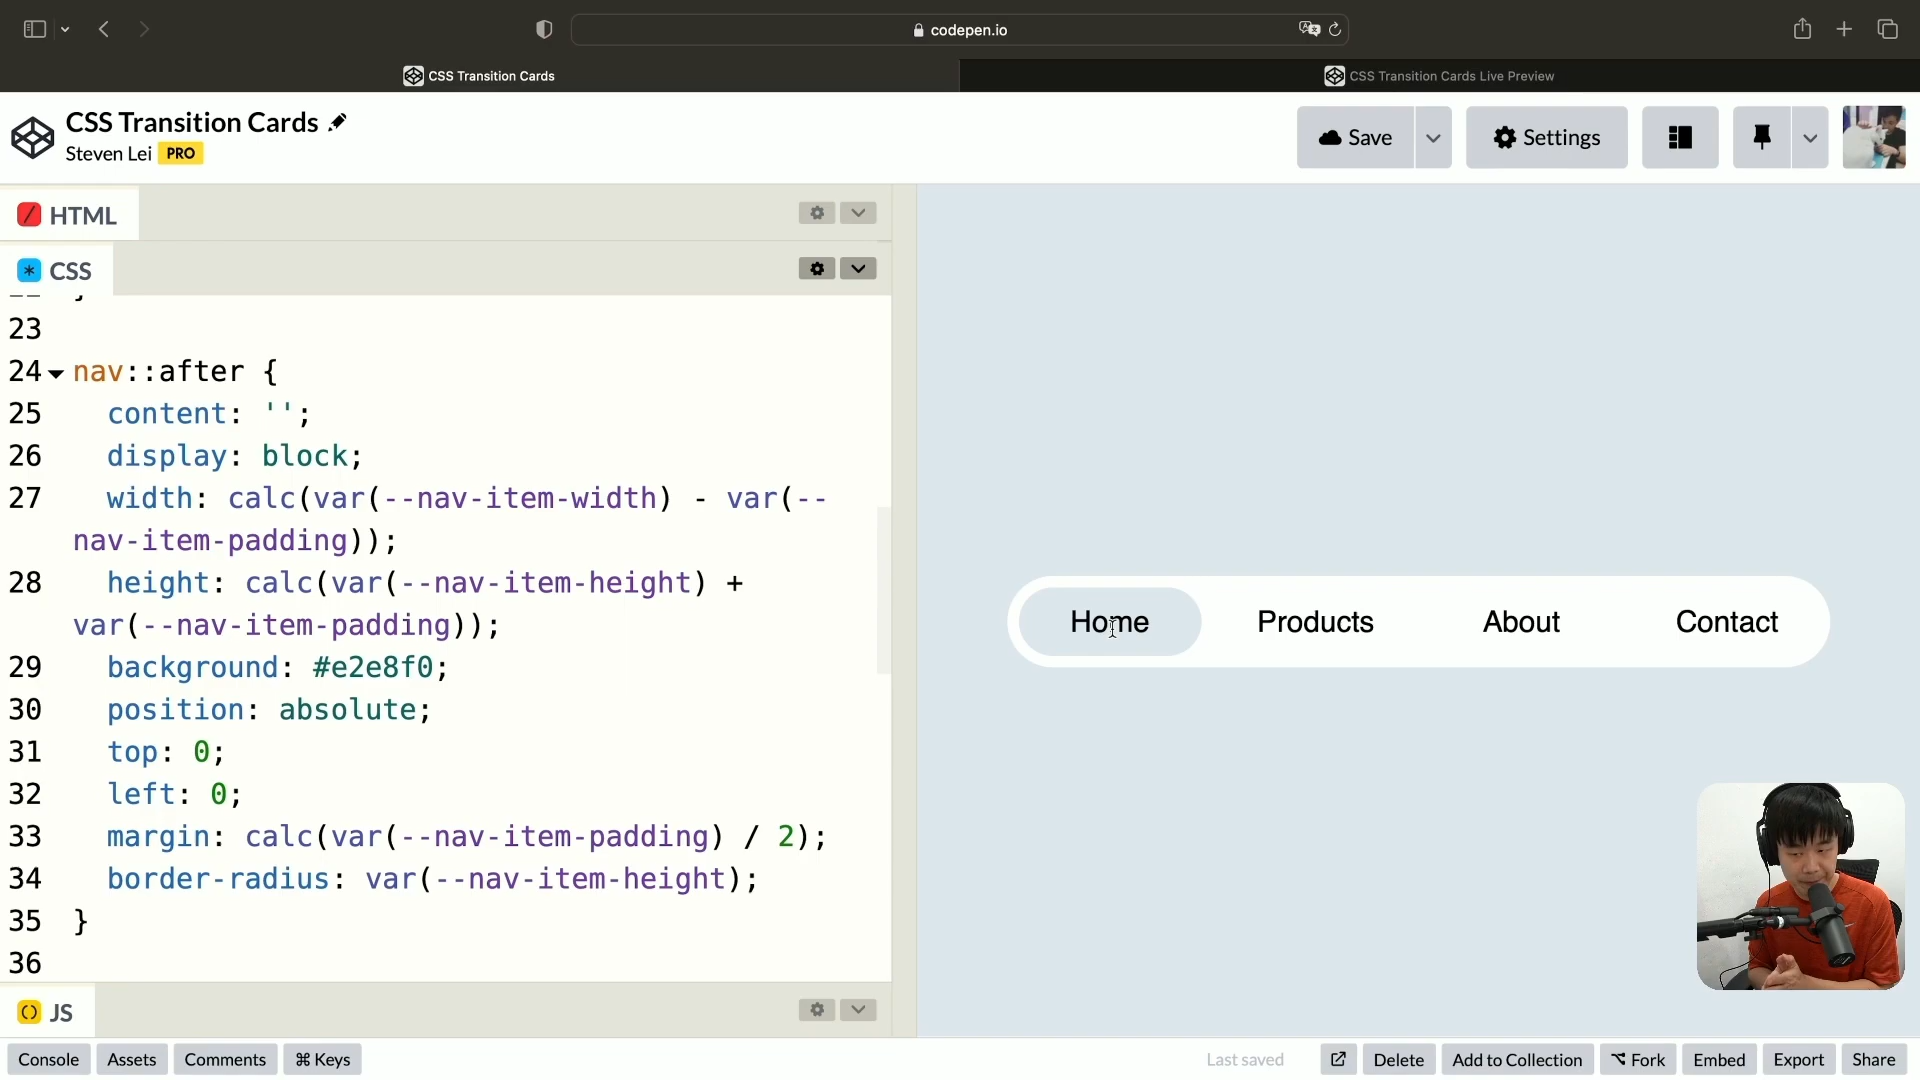 codepen.io
CSS Transition Cards
CSS Transition Cards Live Preview
CSS Transition Cards
Steven Lei PRO
Save
Settings
HTML
CSS
23
24 nav::after {
25 content: '';
26 display: block;
27 width: calc(var(--nav-item-width) - var(--
nav-item-padding));
28 height: calc(var(--nav-item-height) +
var(--nav-item-padding));
29 background: #e2e8f0;
30 position: absolute;
31 top: 0;
32 left: 0;
33 margin: calc(var(--nav-item-padding) / 2);
34 border-radius: var(--nav-item-height);
35 }
36
Home Products About Contact
JS
Console Assets Comments ⌘ Keys
Last saved
Delete Add to Collection Fork Embed Export Share